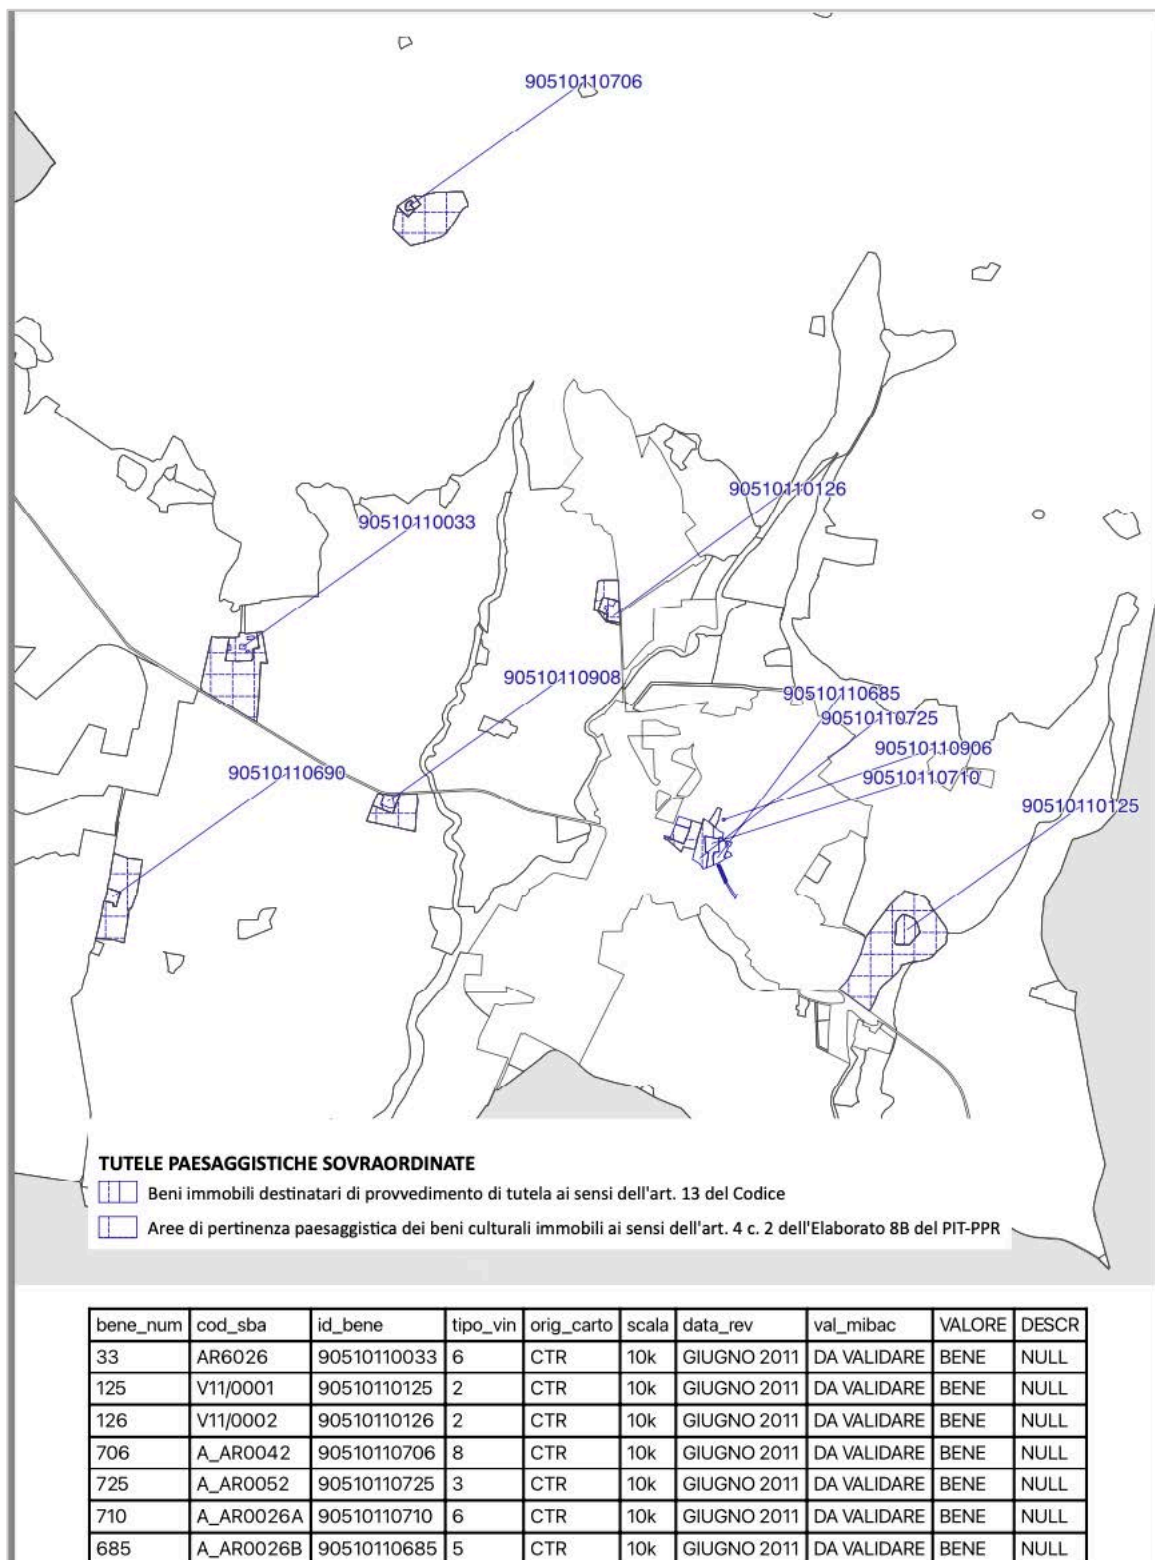 90510110706
90510110126
90510110033
90510110908
90510110685
90510110725
90510110906
90510110690
90510110710
90510110125
TUTELE PAESAGGISTICHE SOVRAORDINATE
Beni immobili destinatari di provvedimento di tutela ai sensi dell'art. 13 del Codice
Aree di pertinenza paesaggistica dei beni culturali immobili ai sensi dell'art. 4 c. 2 dell'Elaborato 8B del PIT-PPR
bene_num cod_sba id_bene tipo_vin orig_carto scala data_rev val_mibac VALORE DESCR
33 AR6026 90510110033 6 CTR 10k GIUGNO 2011 DA VALIDARE BENE NULL
125 V11/0001 90510110125 2 CTR 10k GIUGNO 2011 DA VALIDARE BENE NULL
126 V11/0002 90510110126 2 CTR 10k GIUGNO 2011 DA VALIDARE BENE NULL
706 A_AR0042 90510110706 8 CTR 10k GIUGNO 2011 DA VALIDARE BENE NULL
725 A_AR0052 90510110725 3 CTR 10k GIUGNO 2011 DA VALIDARE BENE NULL
710 A_AR0026A 90510110710 6 CTR 10k GIUGNO 2011 DA VALIDARE BENE NULL
685 A_AR0026B 90510110685 5 CTR 10k GIUGNO 2011 DA VALIDARE BENE NULL